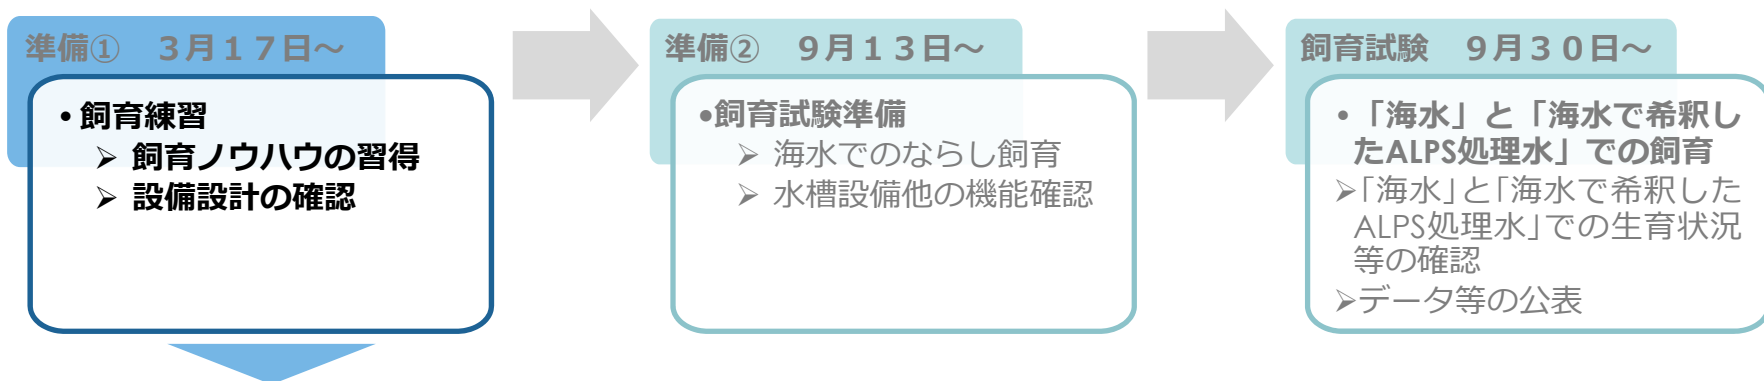 準備①　３月１７日～
• 飼育練習
➢ 飼育ノウハウの習得
➢ 設備設計の確認
準備②　９月１３日～
•飼育試験準備
➢ 海水でのならし飼育
➢ 水槽設備他の機能確認
飼育試験　９月３０日～
• 「海水」と「海水で希釈し
たALPS処理水」での飼育
➢「海水」と「海水で希釈した
ALPS処理水」での生育状況
等の確認
➢データ等の公表